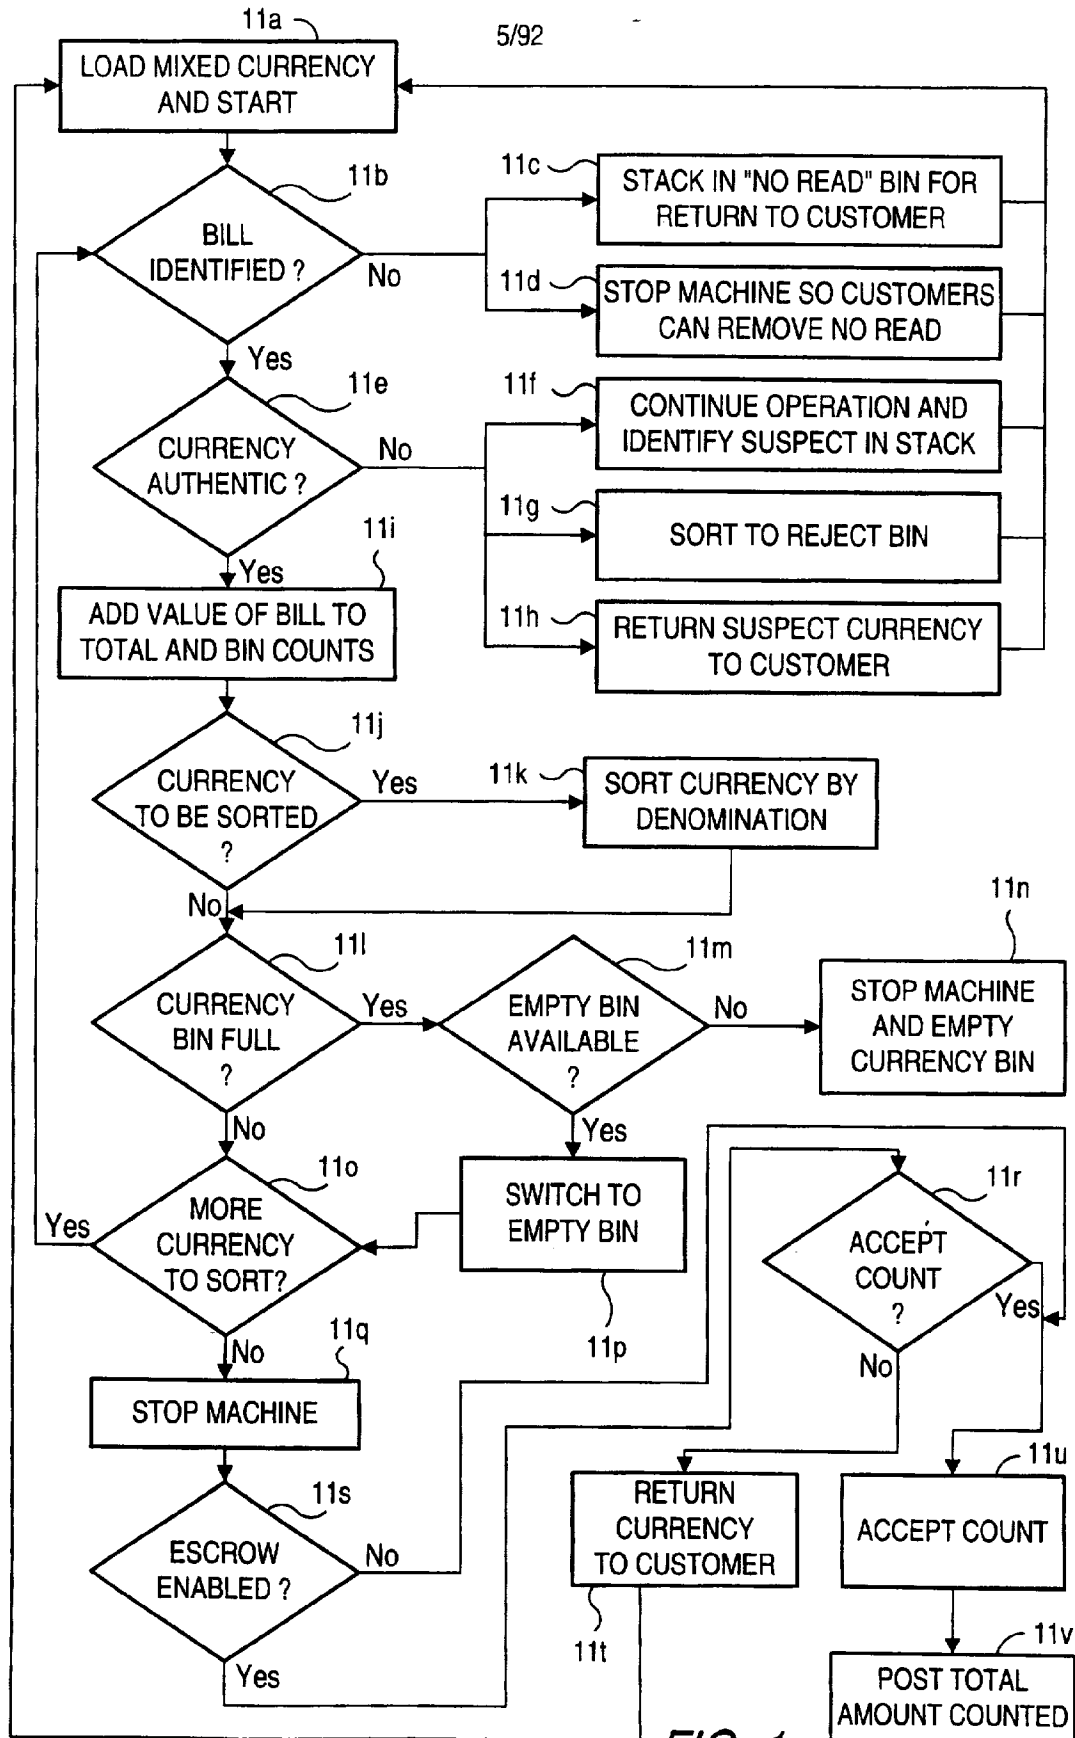 11a
5/92
LOAD MIXED CURRENCY
AND START
11b
BILL
IDENTIFIED ?
No
Yes
11c
STACK IN "NO READ" BIN FOR
RETURN TO CUSTOMER
11d
STOP MACHINE SO CUSTOMERS
CAN REMOVE NO READ
11e
CURRENCY
AUTHENTIC ?
No
Yes
11f
CONTINUE OPERATION AND
IDENTIFY SUSPECT IN STACK
11g
SORT TO REJECT BIN
11h
RETURN SUSPECT CURRENCY
TO CUSTOMER
11i
ADD VALUE OF BILL TO
TOTAL AND BIN COUNTS
11j
CURRENCY
TO BE SORTED
?
Yes
No
11k
SORT CURRENCY BY
DENOMINATION
11l
CURRENCY
BIN FULL
?
Yes
No
11m
EMPTY BIN
AVAILABLE
?
No
Yes
11n
STOP MACHINE
AND EMPTY
CURRENCY BIN
11o
MORE
CURRENCY
TO SORT?
Yes
No
SWITCH TO
EMPTY BIN
11p
11r
ACCEPT
COUNT
?
Yes
No
11q
STOP MACHINE
11s
ESCROW
ENABLED ?
No
Yes
RETURN
CURRENCY
TO CUSTOMER
11t
11u
ACCEPT COUNT
11v
POST TOTAL
AMOUNT COUNTED